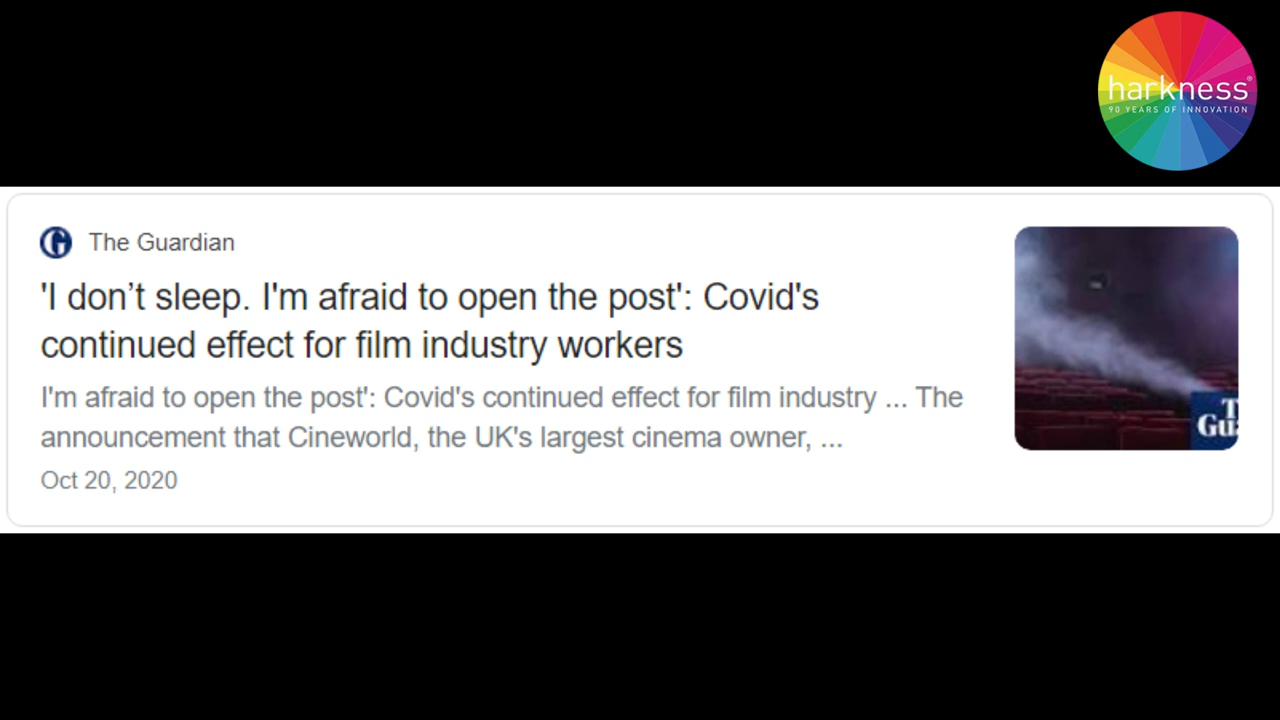 harkness®
90 YEARS OF INNOVATION
The Guardian
'I don’t sleep. I'm afraid to open the post': Covid's
continued effect for film industry workers
I'm afraid to open the post': Covid's continued effect for film industry ... The
announcement that Cineworld, the UK's largest cinema owner, ...
Oct 20, 2020